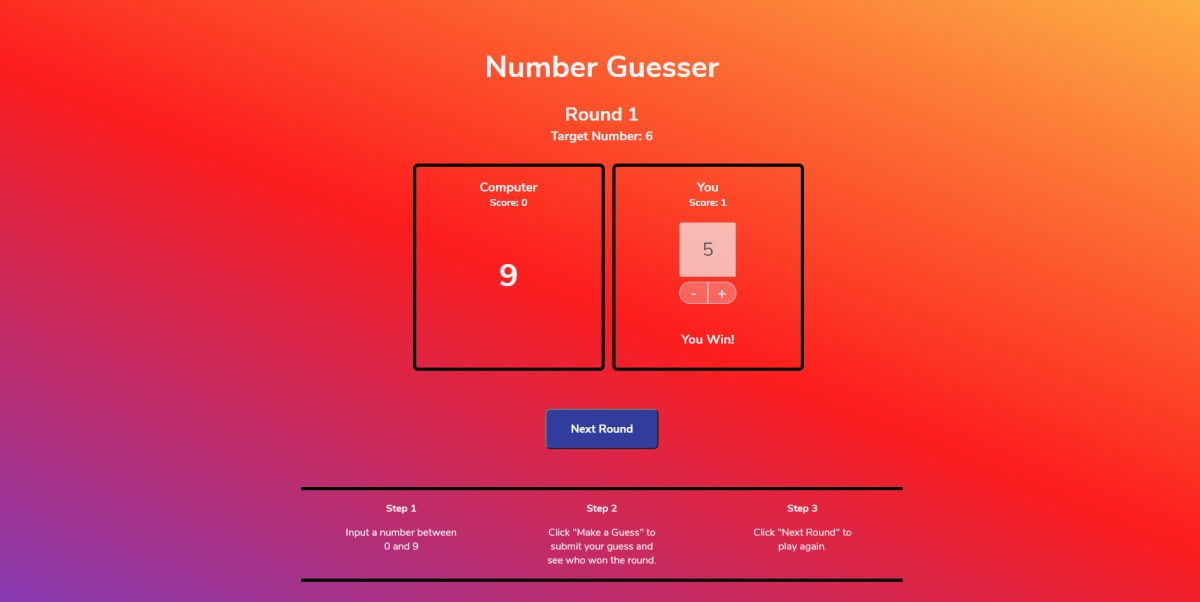 Number Guesser
Round 1
Target Number: 6
Computer
Score: 0
9
You
Score: 1
5
- +
You Win!
Next Round
Step 1
Input a number between
0 and 9
Step 2
Click "Make a Guess" to
submit your guess and
see who won the round.
Step 3
Click "Next Round" to
play again.